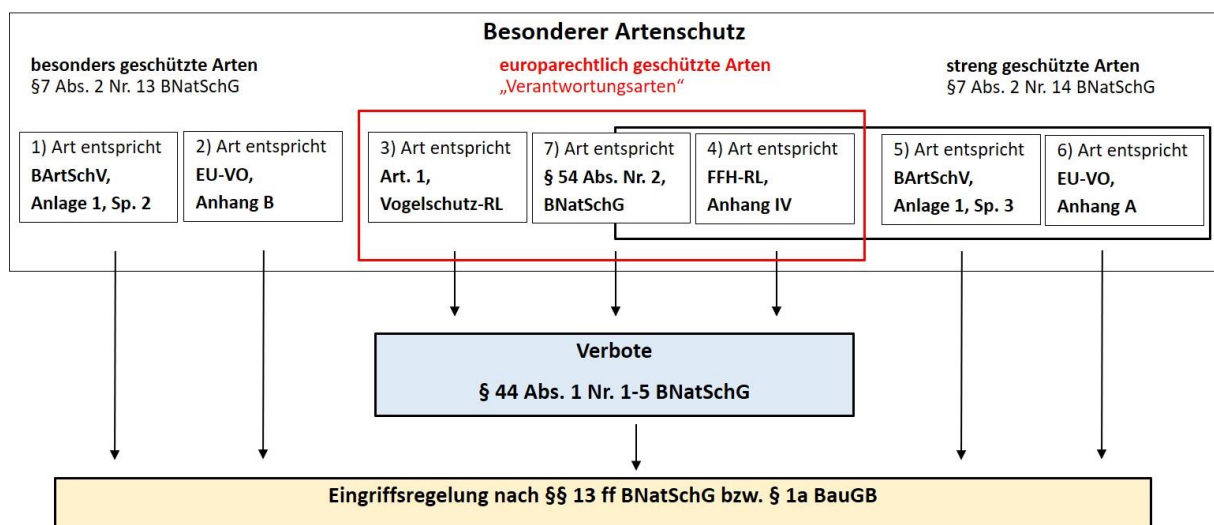 Besonderer Artenschutz
besonders geschützte Arten
§7 Abs. 2 Nr. 13 BNatSchG
europarechtlich geschützte Arten
„Verantwortungsarten“
streng geschützte Arten
§7 Abs. 2 Nr. 14 BNatSchG
1) Art entspricht
BArtSchV,
Anlage 1, Sp. 2
2) Art entspricht
EU-VO,
Anhang B
3) Art entspricht
Art. 1,
Vogelschutz-RL
7) Art entspricht
§ 54 Abs. Nr. 2,
BNatSchG
4) Art entspricht
FFH-RL,
Anhang IV
5) Art entspricht
BArtSchV,
Anlage 1, Sp. 3
6) Art entspricht
EU-VO,
Anhang A
Verbote
§ 44 Abs. 1 Nr. 1-5 BNatSchG
Eingriffsregelung nach §§ 13 ff BNatSchG bzw. § 1a BauGB